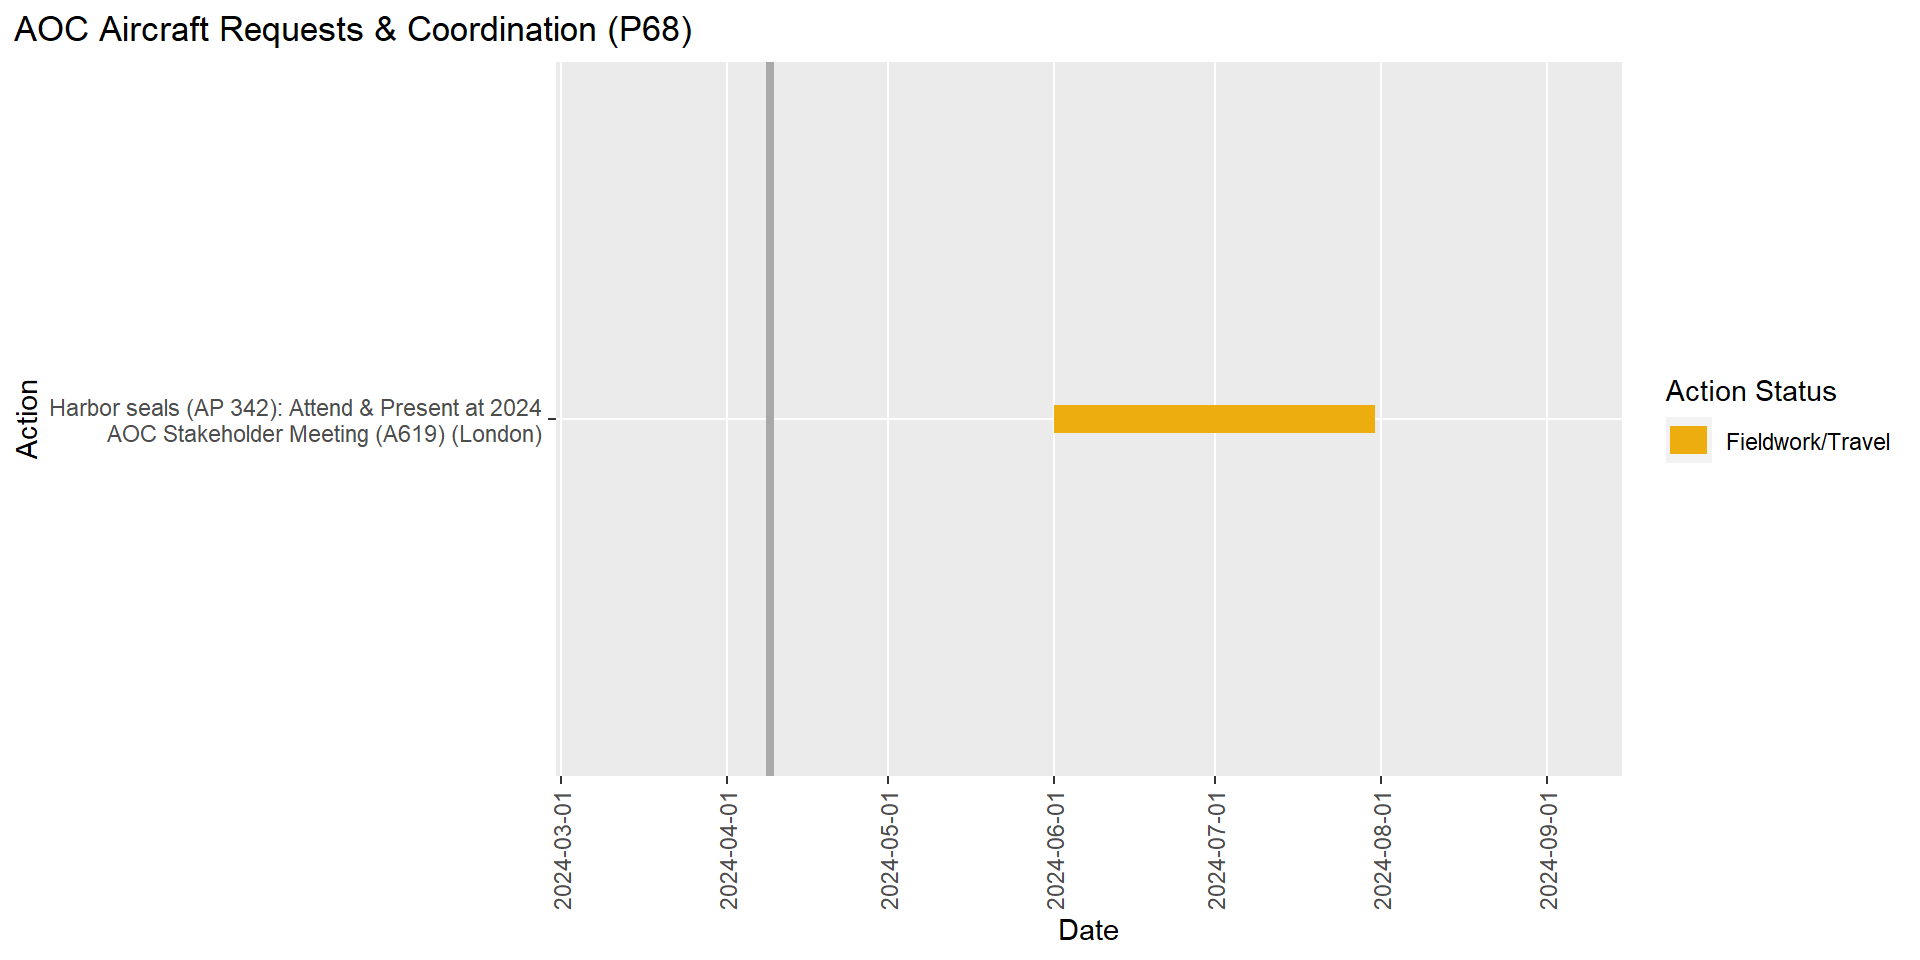 AOC Aircraft Requests & Coordination (P68)
Action
Harbor seals (AP 342): Attend & Present at 2024
AOC Stakeholder Meeting (A619) (London)
2024-03-01
2024-04-01
2024-05-01
2024-06-01
2024-07-01
2024-08-01
2024-09-01
Date
Action Status
Fieldwork/Travel